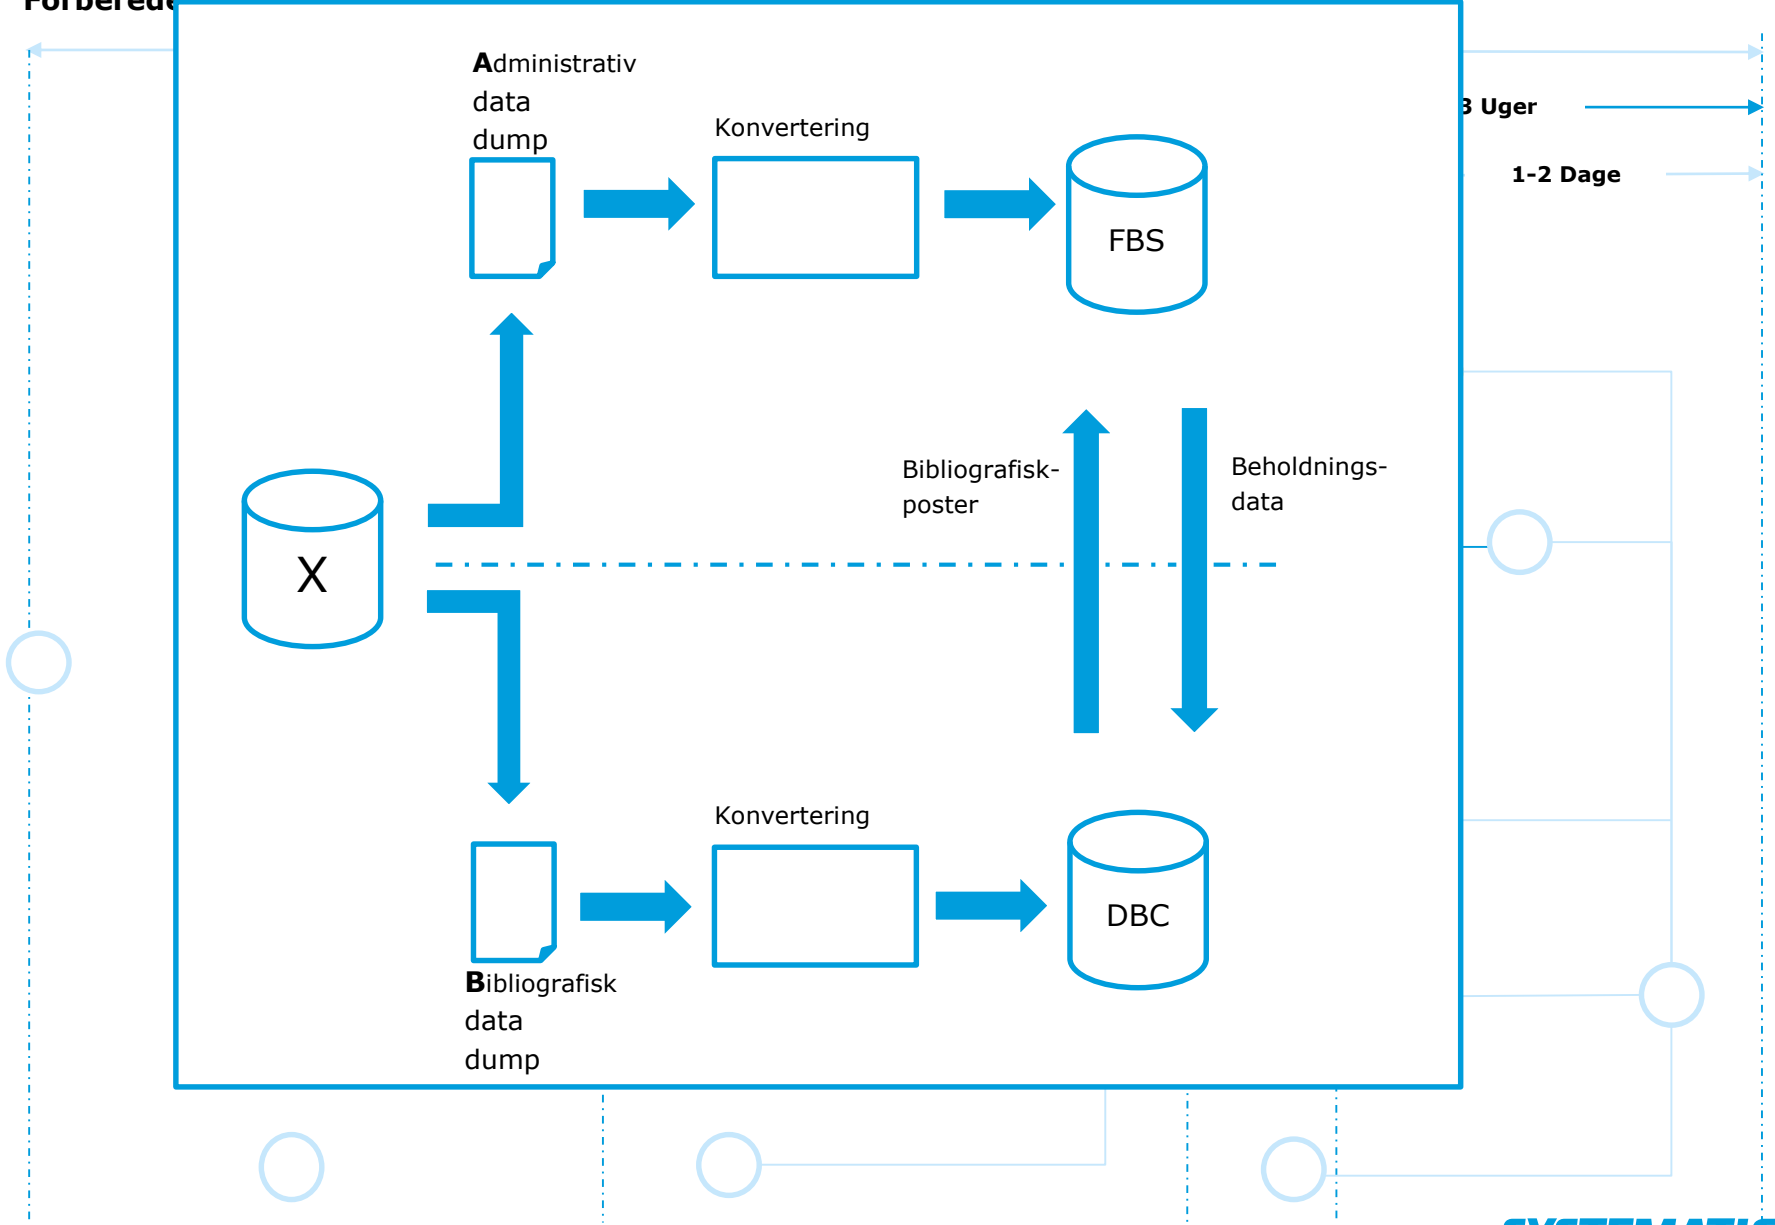 Administrativ
data
dump
Konvertering
FBS
3 Uger
1-2 Dage
Bibliografisk-
poster
Beholdnings-
data
X
Konvertering
DBC
Bibliografisk
data
dump